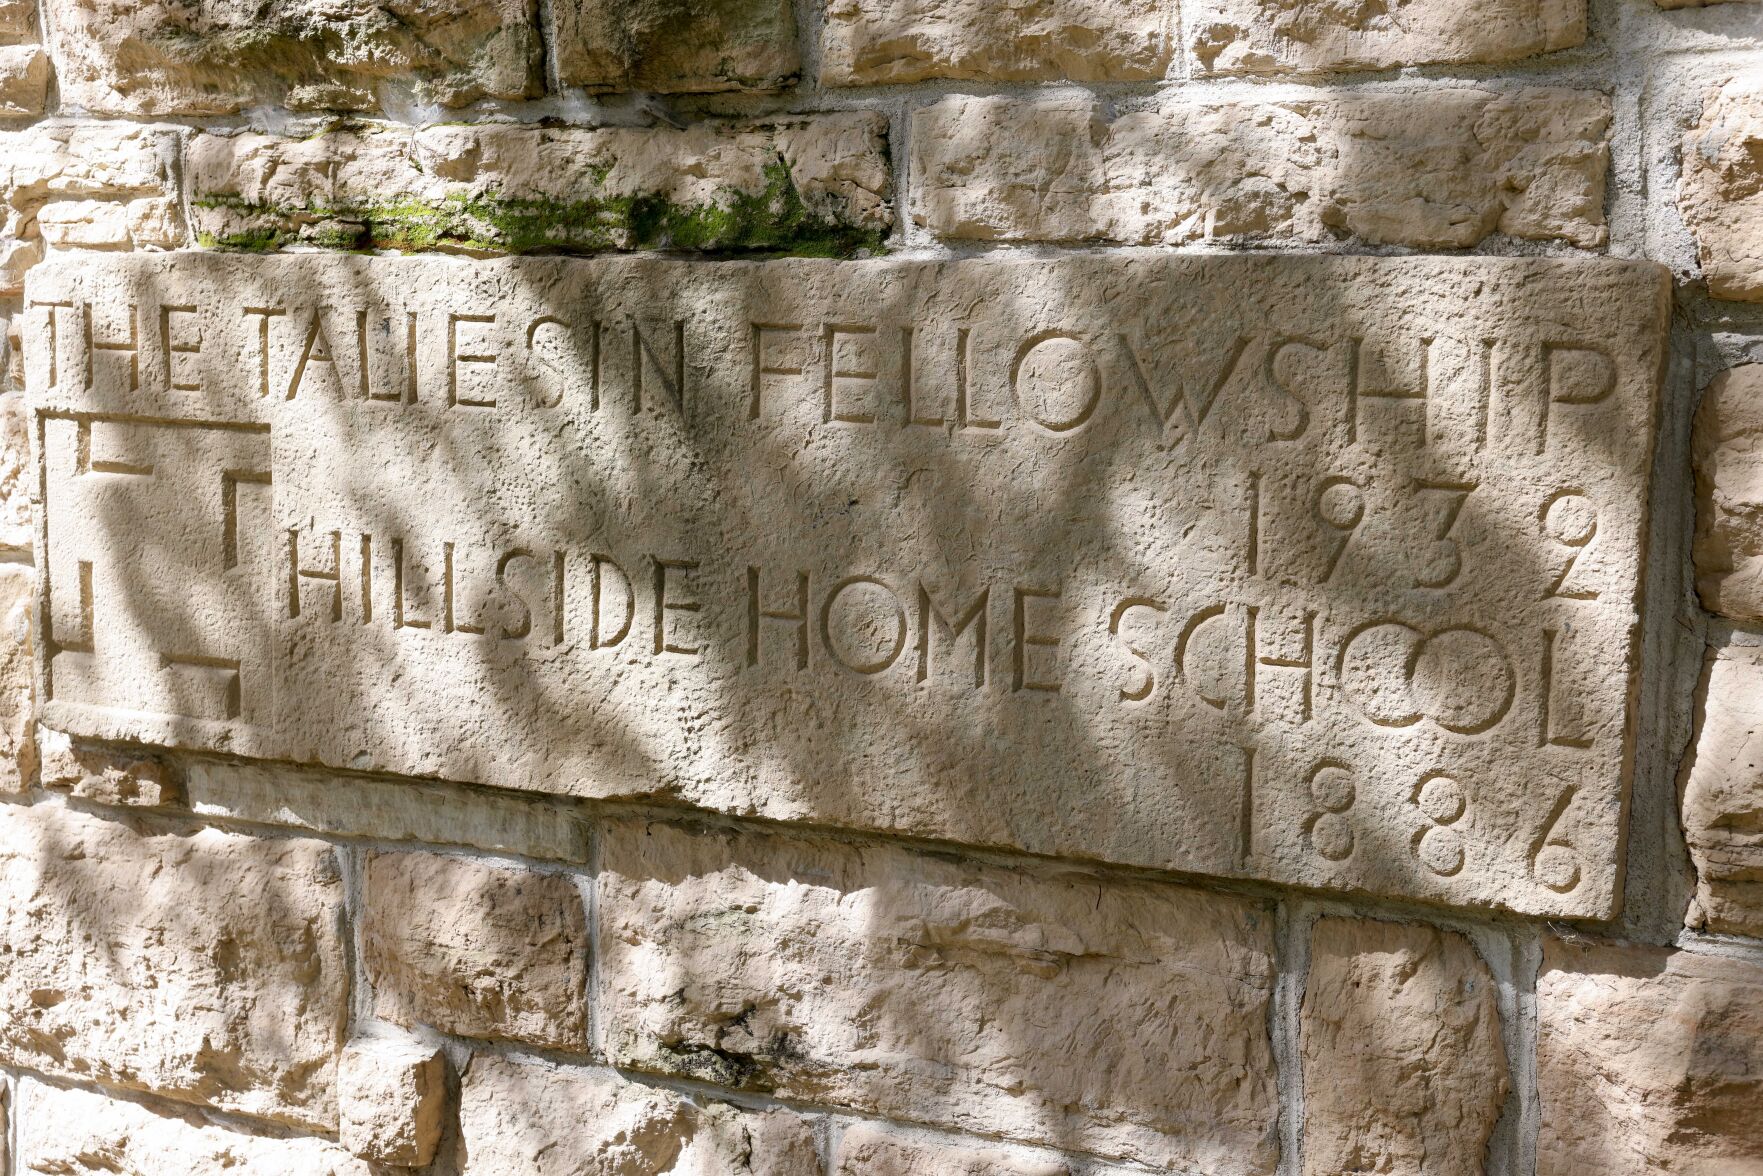 THE TALIESIN FELLOWSHIP
1932
HILLSIDE HOME SCHOOL
1886